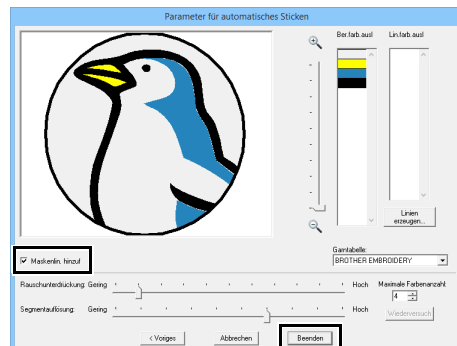 Parameter für automatisches Sticken
Ber.farb.ausl Lin.farb.ausl
Linien
erzeugen...
Garntabelle:
Maskenlin. hinzuf BROTHER EMBROIDERY
Rauschunterdrückung: Gering Hoch Maximale Farbenanzahl
4
Segmentauflösung: Gering Hoch Wiederversuch
< Voriges Abbrechen Beenden